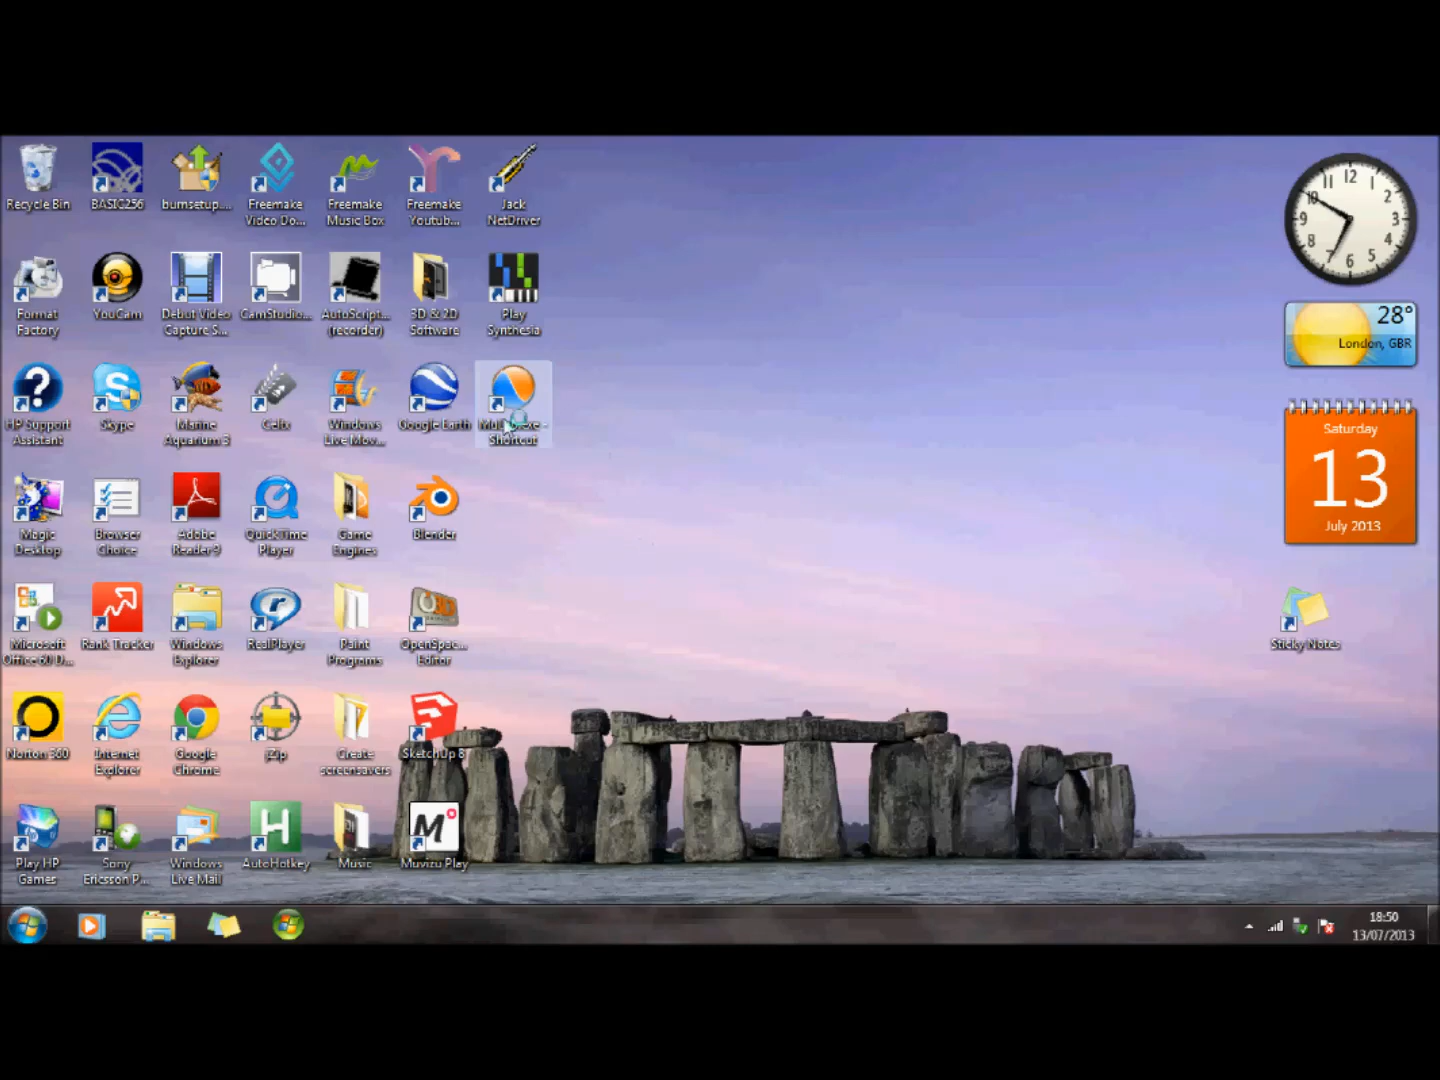 Recycle Bin
BASIC256
bumsetup....
Freemake
Video Do...
Freemake
Music Box
Freemake
Youtub...
Jack
NetDriver
Format
Factory
YouCam
Debut Video
Capture S...
CamStudio...
AutoScript...
(recorder)
3D & 2D
Software
Play
Synthesia
HP Support
Assistant
Skype
Marine
Aquarium 3
Calix
Windows
Live Mov...
Google Earth
Shortcut
Magic
Desktop
Browser
Choice
Adobe
Reader 9
QuickTime
Player
Game
Engines
Blender
Microsoft
Office 60 D...
Rank Tracker
Windows
Explorer
RealPlayer
Paint
Programs
OpenSpac...
Editor
Norton 360
Internet
Explorer
Google
Chrome
iZip
Create
screensavers
SketchUp 8
Play HP
Games
Sony
Ericsson P...
Windows
Live Mail
AutoHotkey
Music
Muvizu Play
12
1
2
3
4
5
6
7
8
9
10
11
28°
London, GBR
Saturday
13
July 2013
Sticky Notes
18:50
13/07/2013